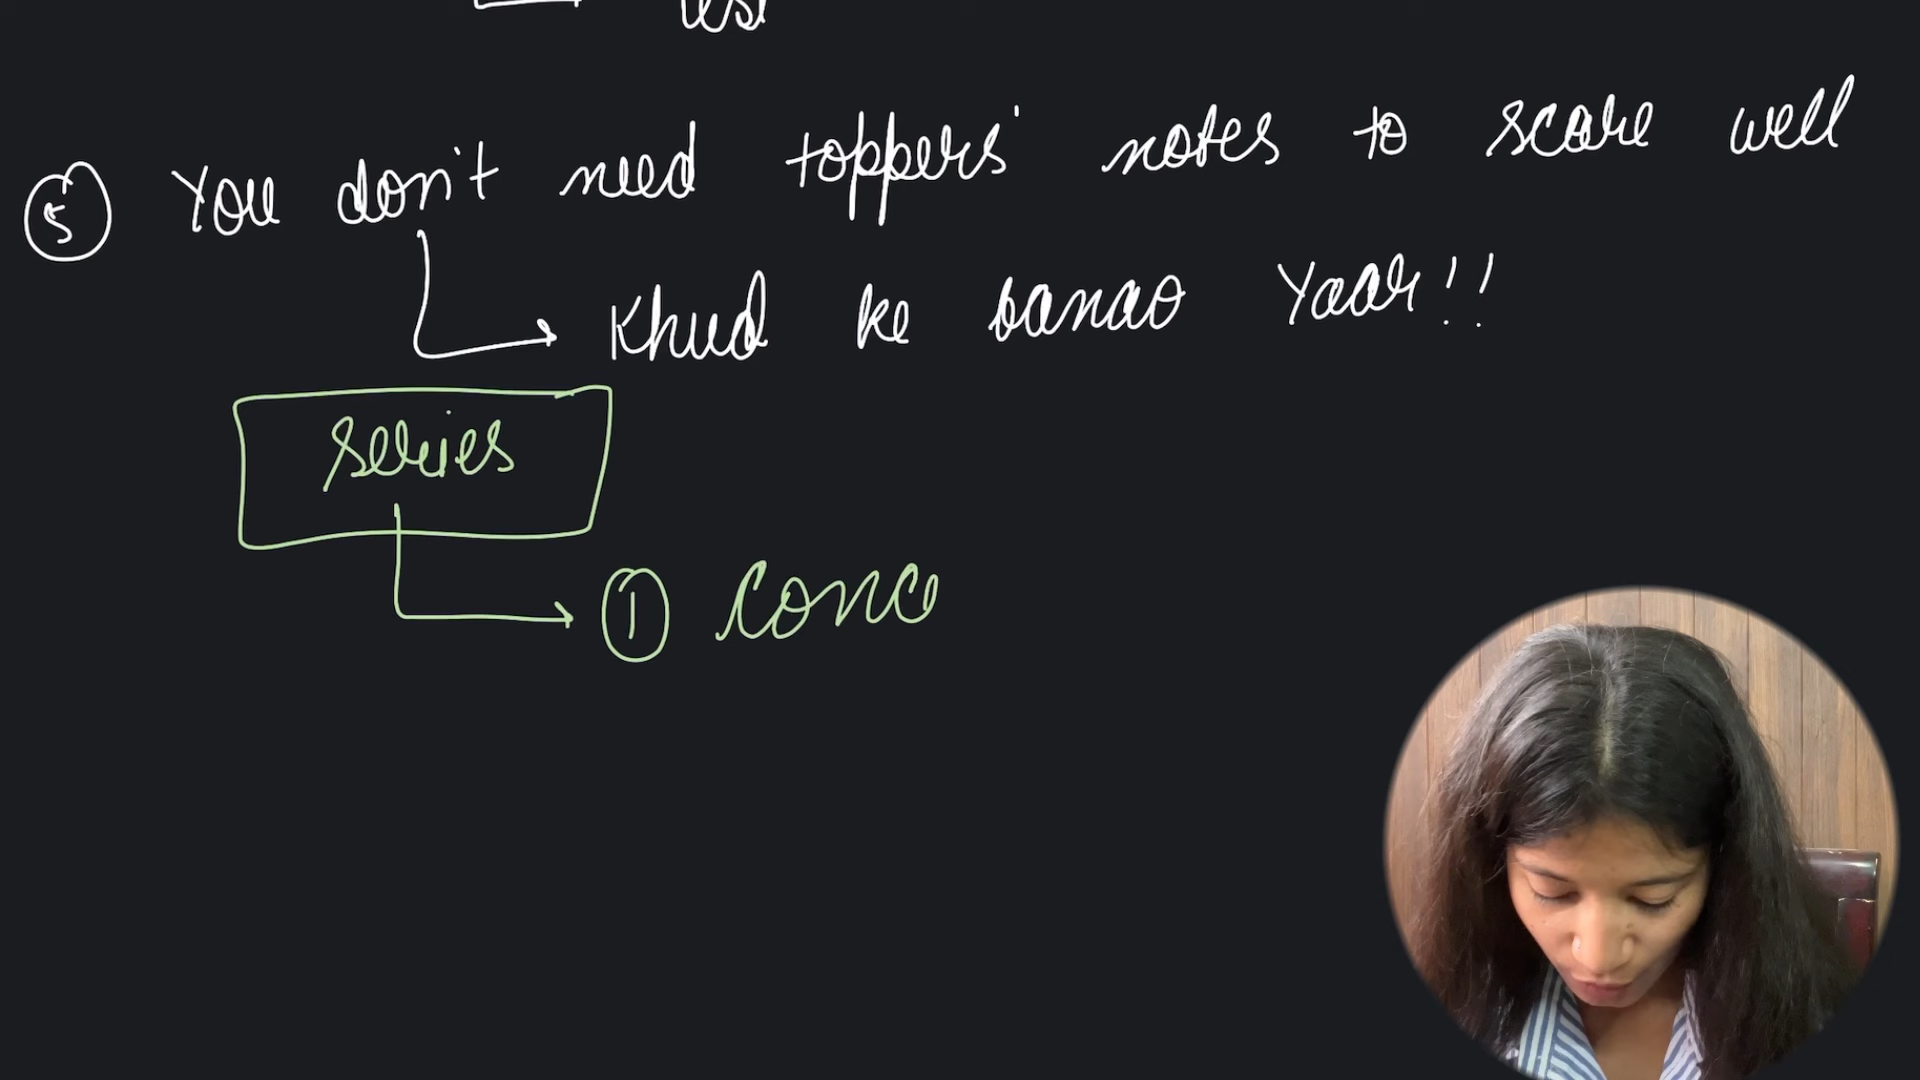 ⑤ You don't need toppers' notes to score well
Khud ke banao Yaar!!
series
① conc